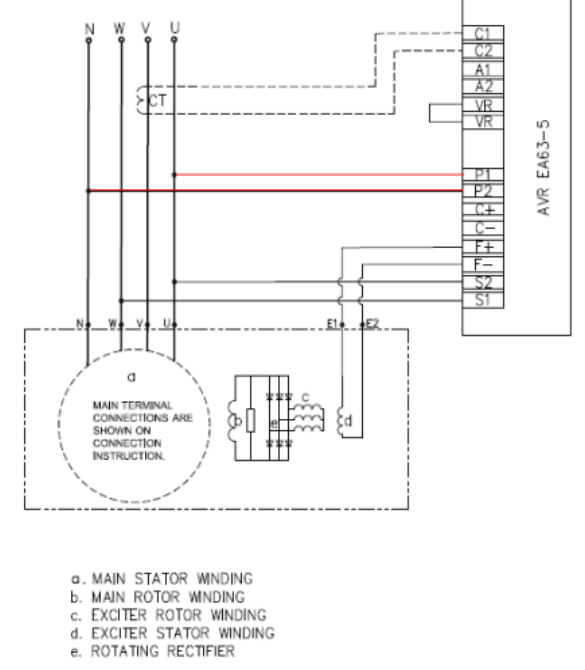 N W V U
C1
C2
A1
A2
VR
VR
CT
P1
P2
C+
C-
F+
F-
S2
S1
AVR EA63-5
N W V U E1 E2
a
MAIN TERMINAL
CONNECTIONS ARE
SHOWN ON
CONNECTION
INSTRUCTION.
b e c d
a. MAIN STATOR WINDING
b. MAIN ROTOR WINDING
c. EXCITER ROTOR WINDING
d. EXCITER STATOR WINDING
e. ROTATING RECTIFIER